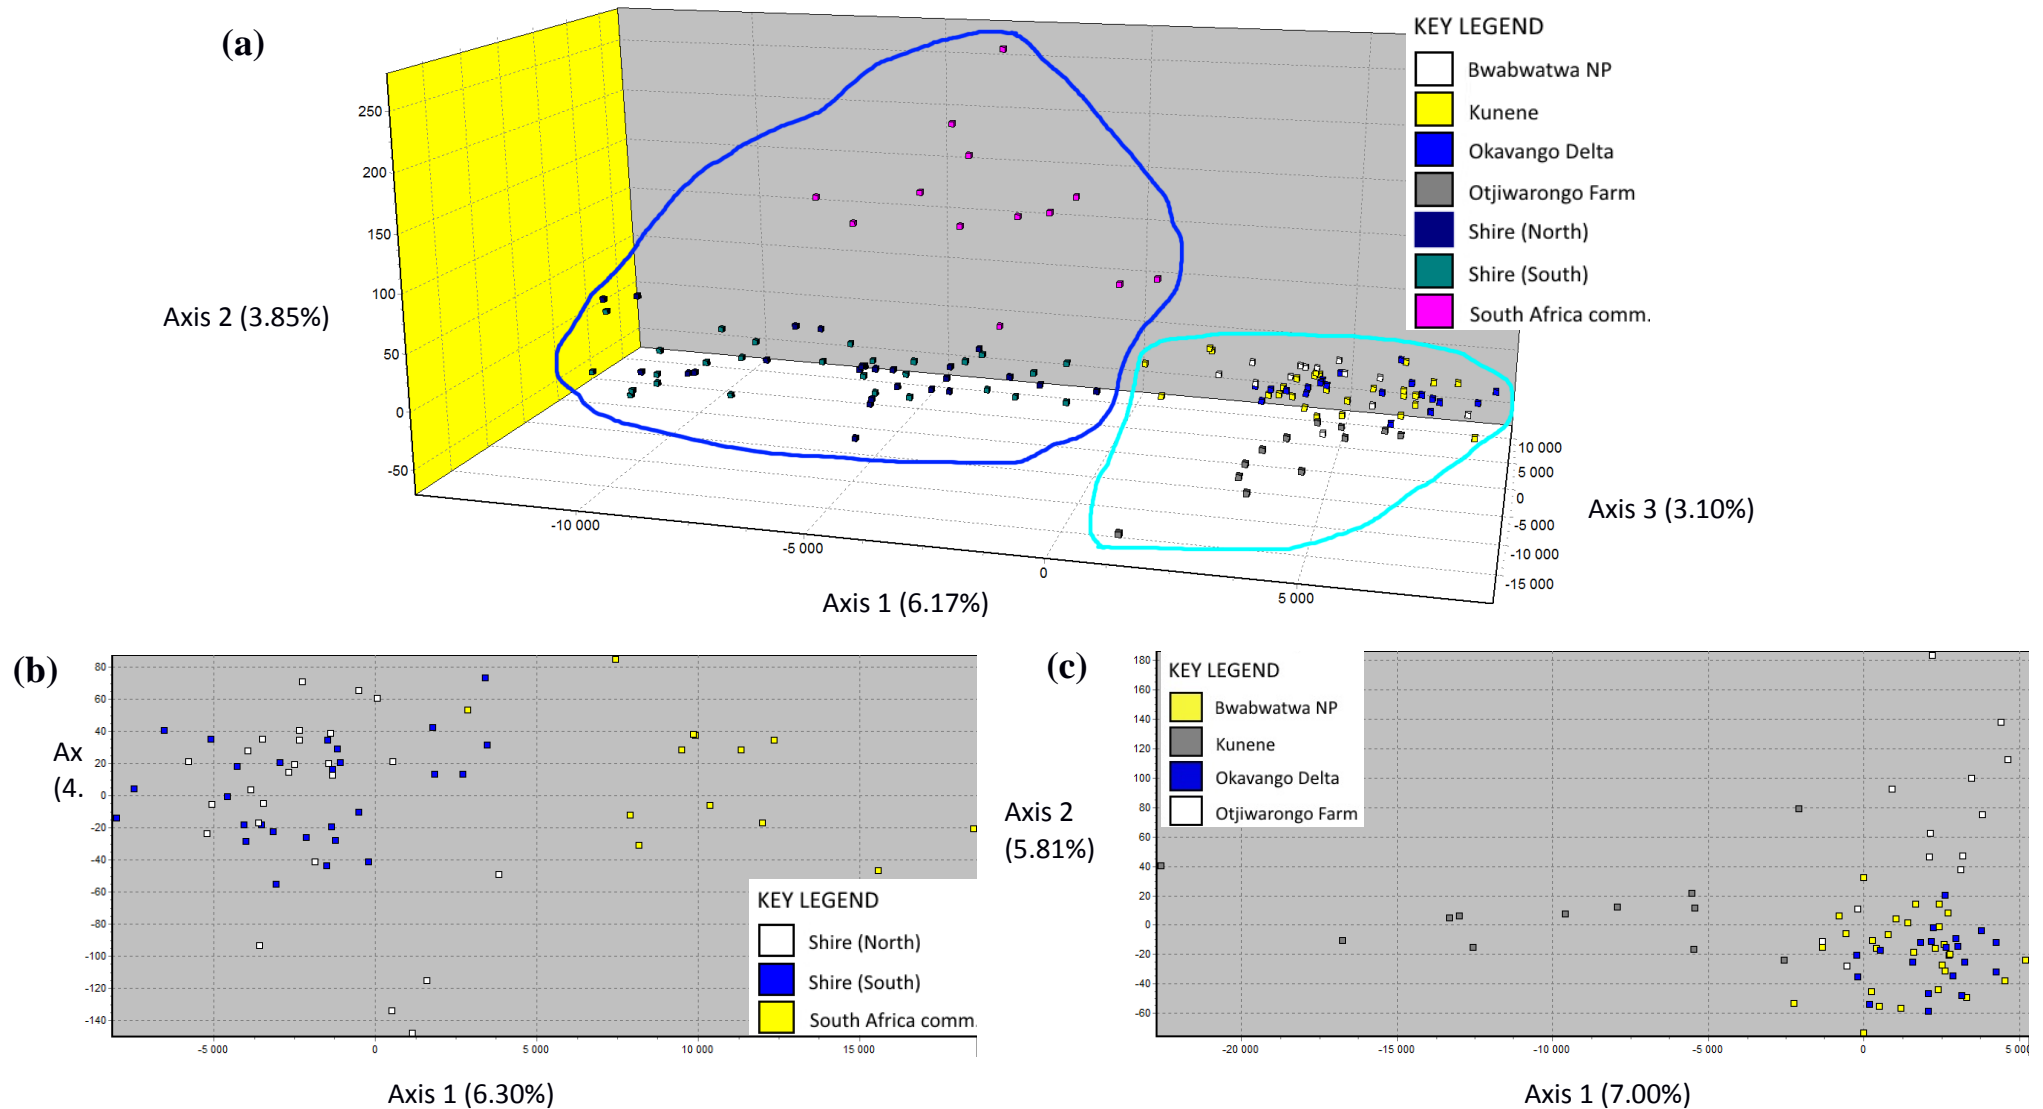 (a)
KEY LEGEND
Bwabwatwa NP
Kunene
Okavango Delta
Otjiwarongo Farm
Shire (North)
Shire (South)
South Africa comm.
250
200
150
100
50
0
-50
Axis 2 (3.85%)
-10 000
-5 000
0
5 000
Axis 1 (6.17%)
10 000
5 000
0
-5 000
-10 000
-15 000
Axis 3 (3.10%)
(b)
80
60
40
20
0
-20
-40
-60
-80
-100
-120
-140
Ax
(4.
KEY LEGEND
Shire (North)
Shire (South)
South Africa comm.
-5 000
0
5 000
10 000
15 000
Axis 1 (6.30%)
(c)
180
160
140
120
100
80
60
40
20
0
-20
-40
-60
Axis 2
(5.81%)
KEY LEGEND
Bwabwatwa NP
Kunene
Okavango Delta
Otjiwarongo Farm
-20 000
-15 000
-10 000
-5 000
0
5 000
Axis 1 (7.00%)